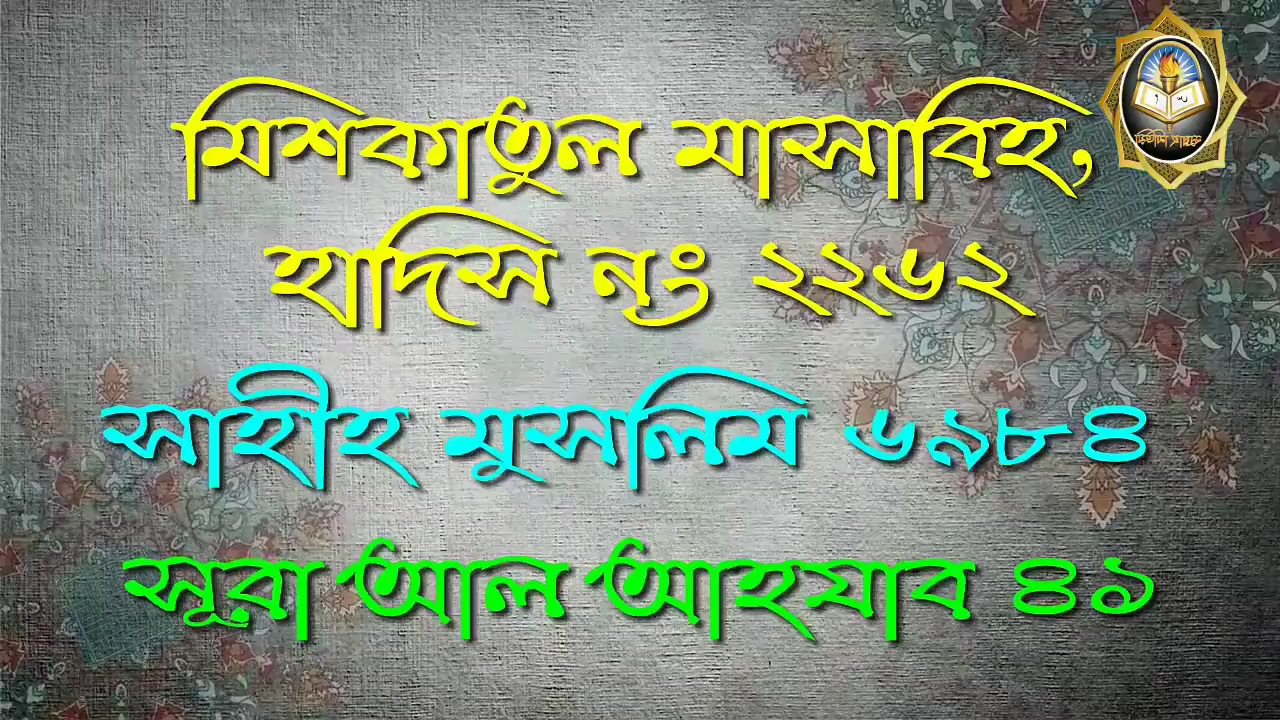 মিশকাতুল মাসাবিহ,
হাদিস নং ২২৬২
সাহীহ মুসলিম ৬৯৮৪
সূরা আল আহযাব ৪১